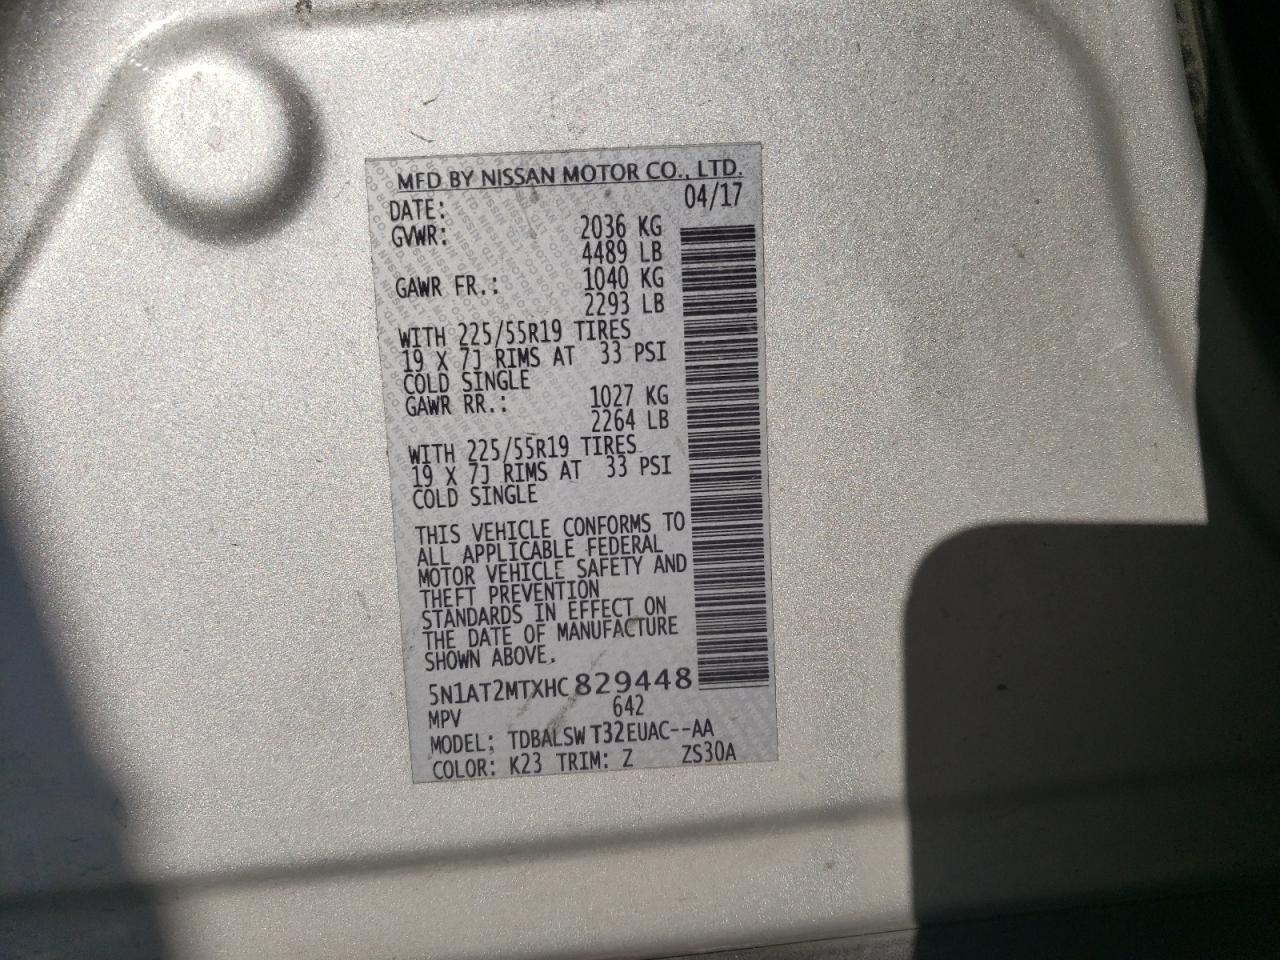 MFD BY NISSAN MOTOR CO., LTD.
DATE: 04/17
GVWR: 2036 KG
4489 LB
GAWR FR.: 1040 KG
2293 LB
WITH 225/55R19 TIRES
19 X 7J RIMS AT 33 PSI
COLD SINGLE
GAWR RR.: 1027 KG
2264 LB
WITH 225/55R19 TIRES
19 X 7J RIMS AT 33 PSI
COLD SINGLE
THIS VEHICLE CONFORMS TO
ALL APPLICABLE FEDERAL
MOTOR VEHICLE SAFETY AND
THEFT PREVENTION
STANDARDS IN EFFECT ON
THE DATE OF MANUFACTURE
SHOWN ABOVE.
5N1AT2MTXHC829448
MPV 642
MODEL: TDBALSW T32EUAC--AA
COLOR: K23 TRIM: Z ZS30A